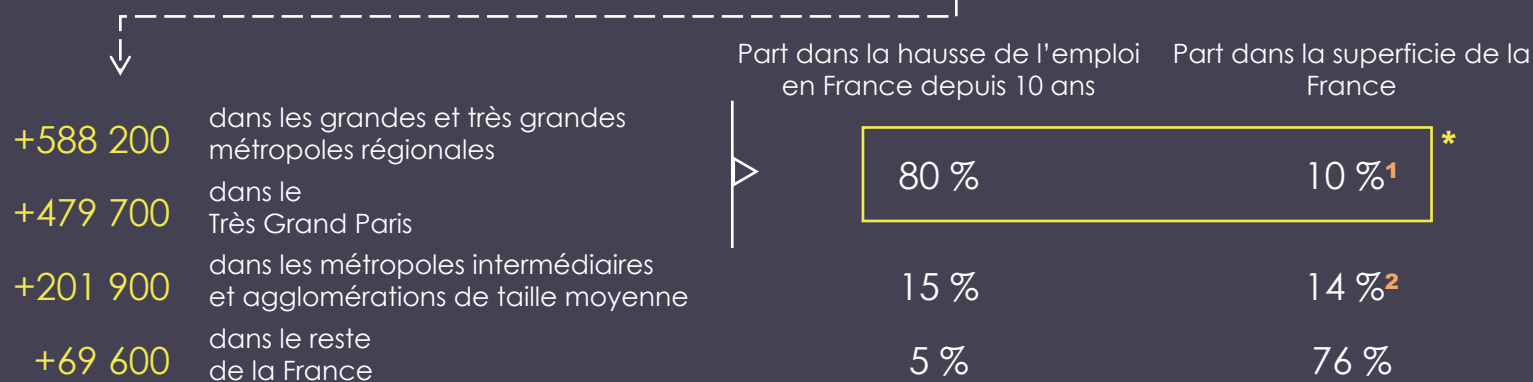 Part dans la hausse de l’emploi
en France depuis 10 ans
Part dans la superficie de la
France
+588 200
dans les grandes et très grandes
métropoles régionales
+479 700
dans le
Très Grand Paris
80 %
10 %1
*
+201 900
dans les métropoles intermédiaires
et agglomérations de taille moyenne
15 %
14 %2
+69 600
dans le reste
de la France
5 %
76 %